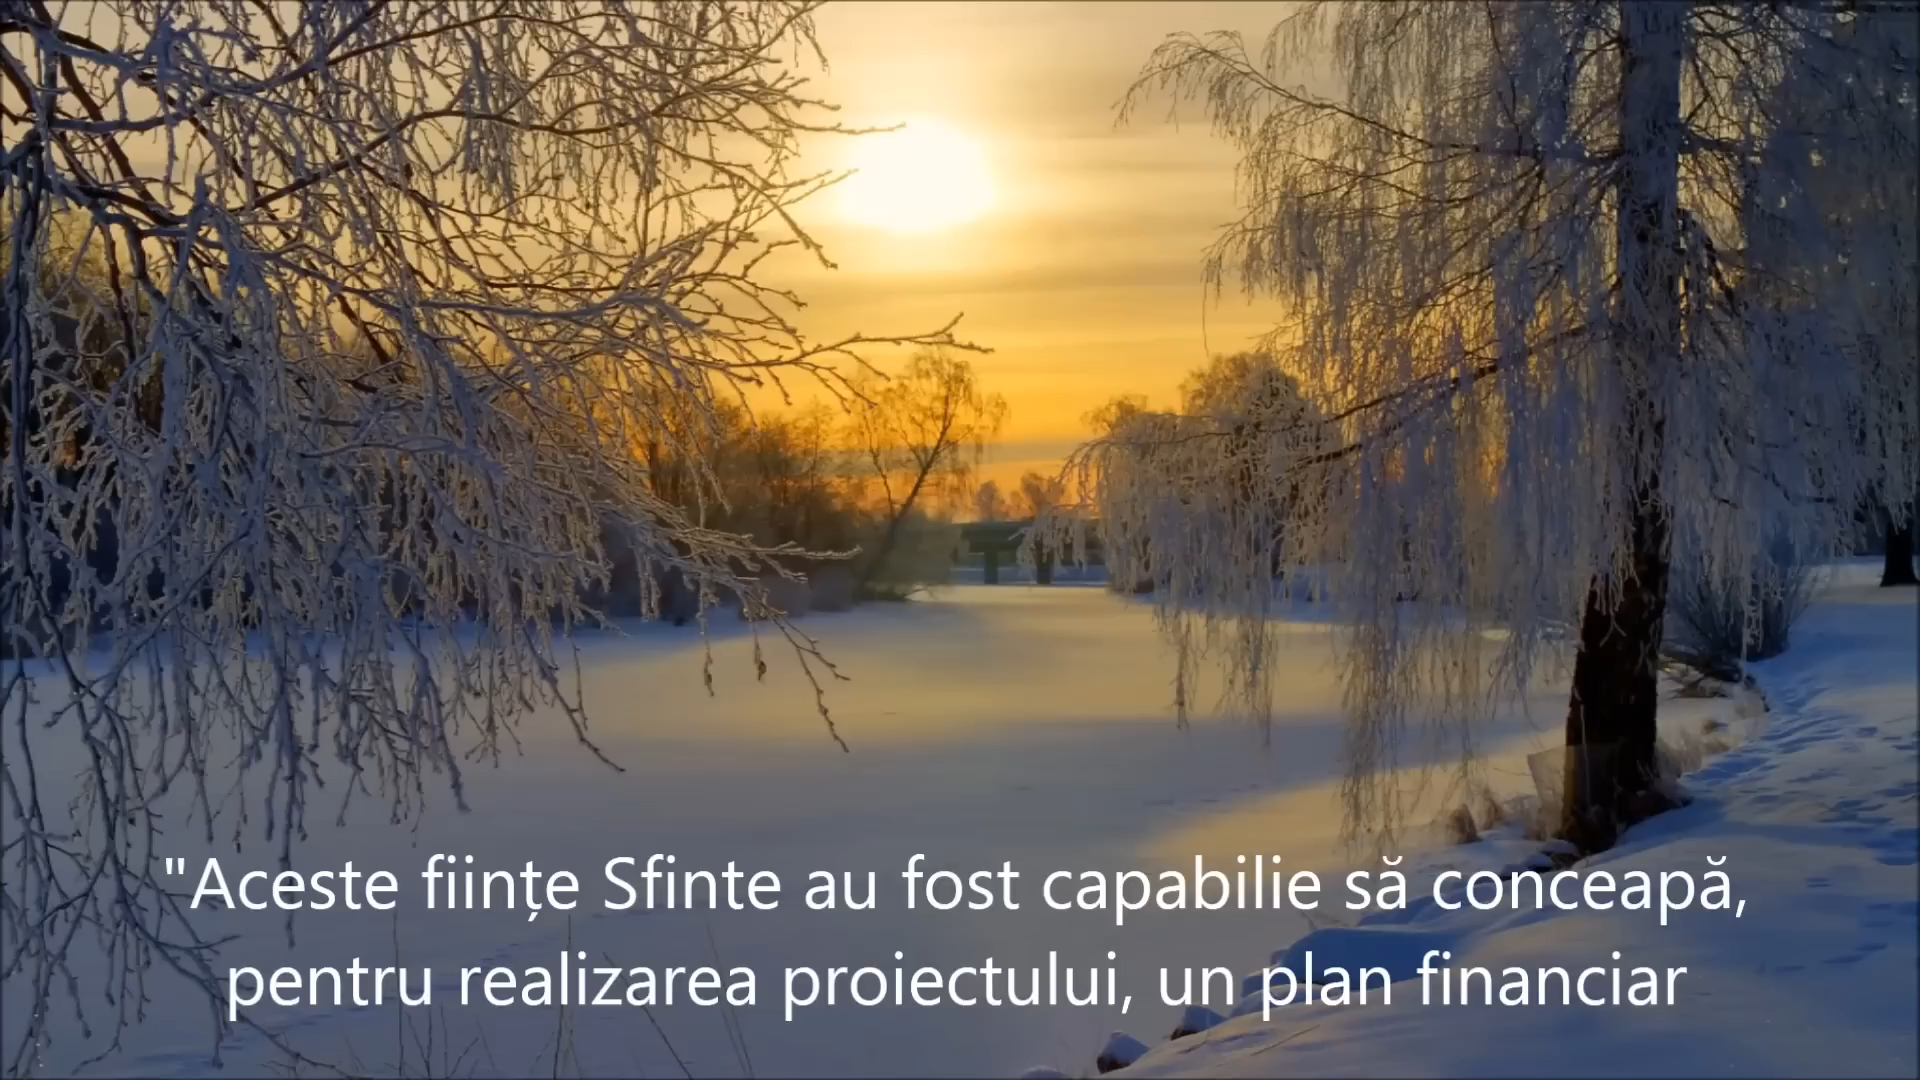 "Aceste ființe Sfinte au fost capabilie să conceapă,
pentru realizarea proiectului, un plan financiar